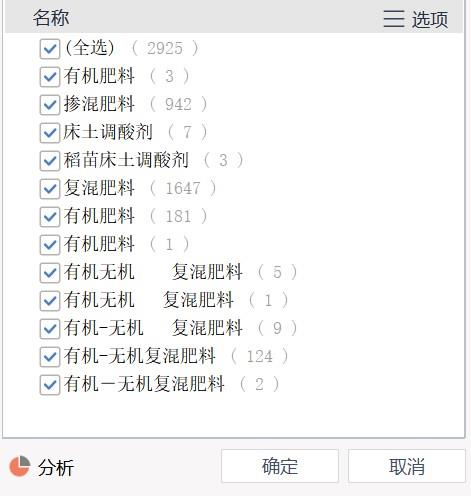 名称 选项
(全选) ( 2925 )
有机肥料 ( 3 )
掺混肥料 ( 942 )
床土调酸剂 ( 7 )
稻苗床土调酸剂 ( 3 )
复混肥料 ( 1647 )
有机肥料 ( 181 )
有机肥料 ( 1 )
有机无机 复混肥料 ( 5 )
有机无机 复混肥料 ( 1 )
有机-无机 复混肥料 ( 9 )
有机-无机复混肥料 ( 124 )
有机－无机复混肥料 ( 2 )
分析 确定 取消